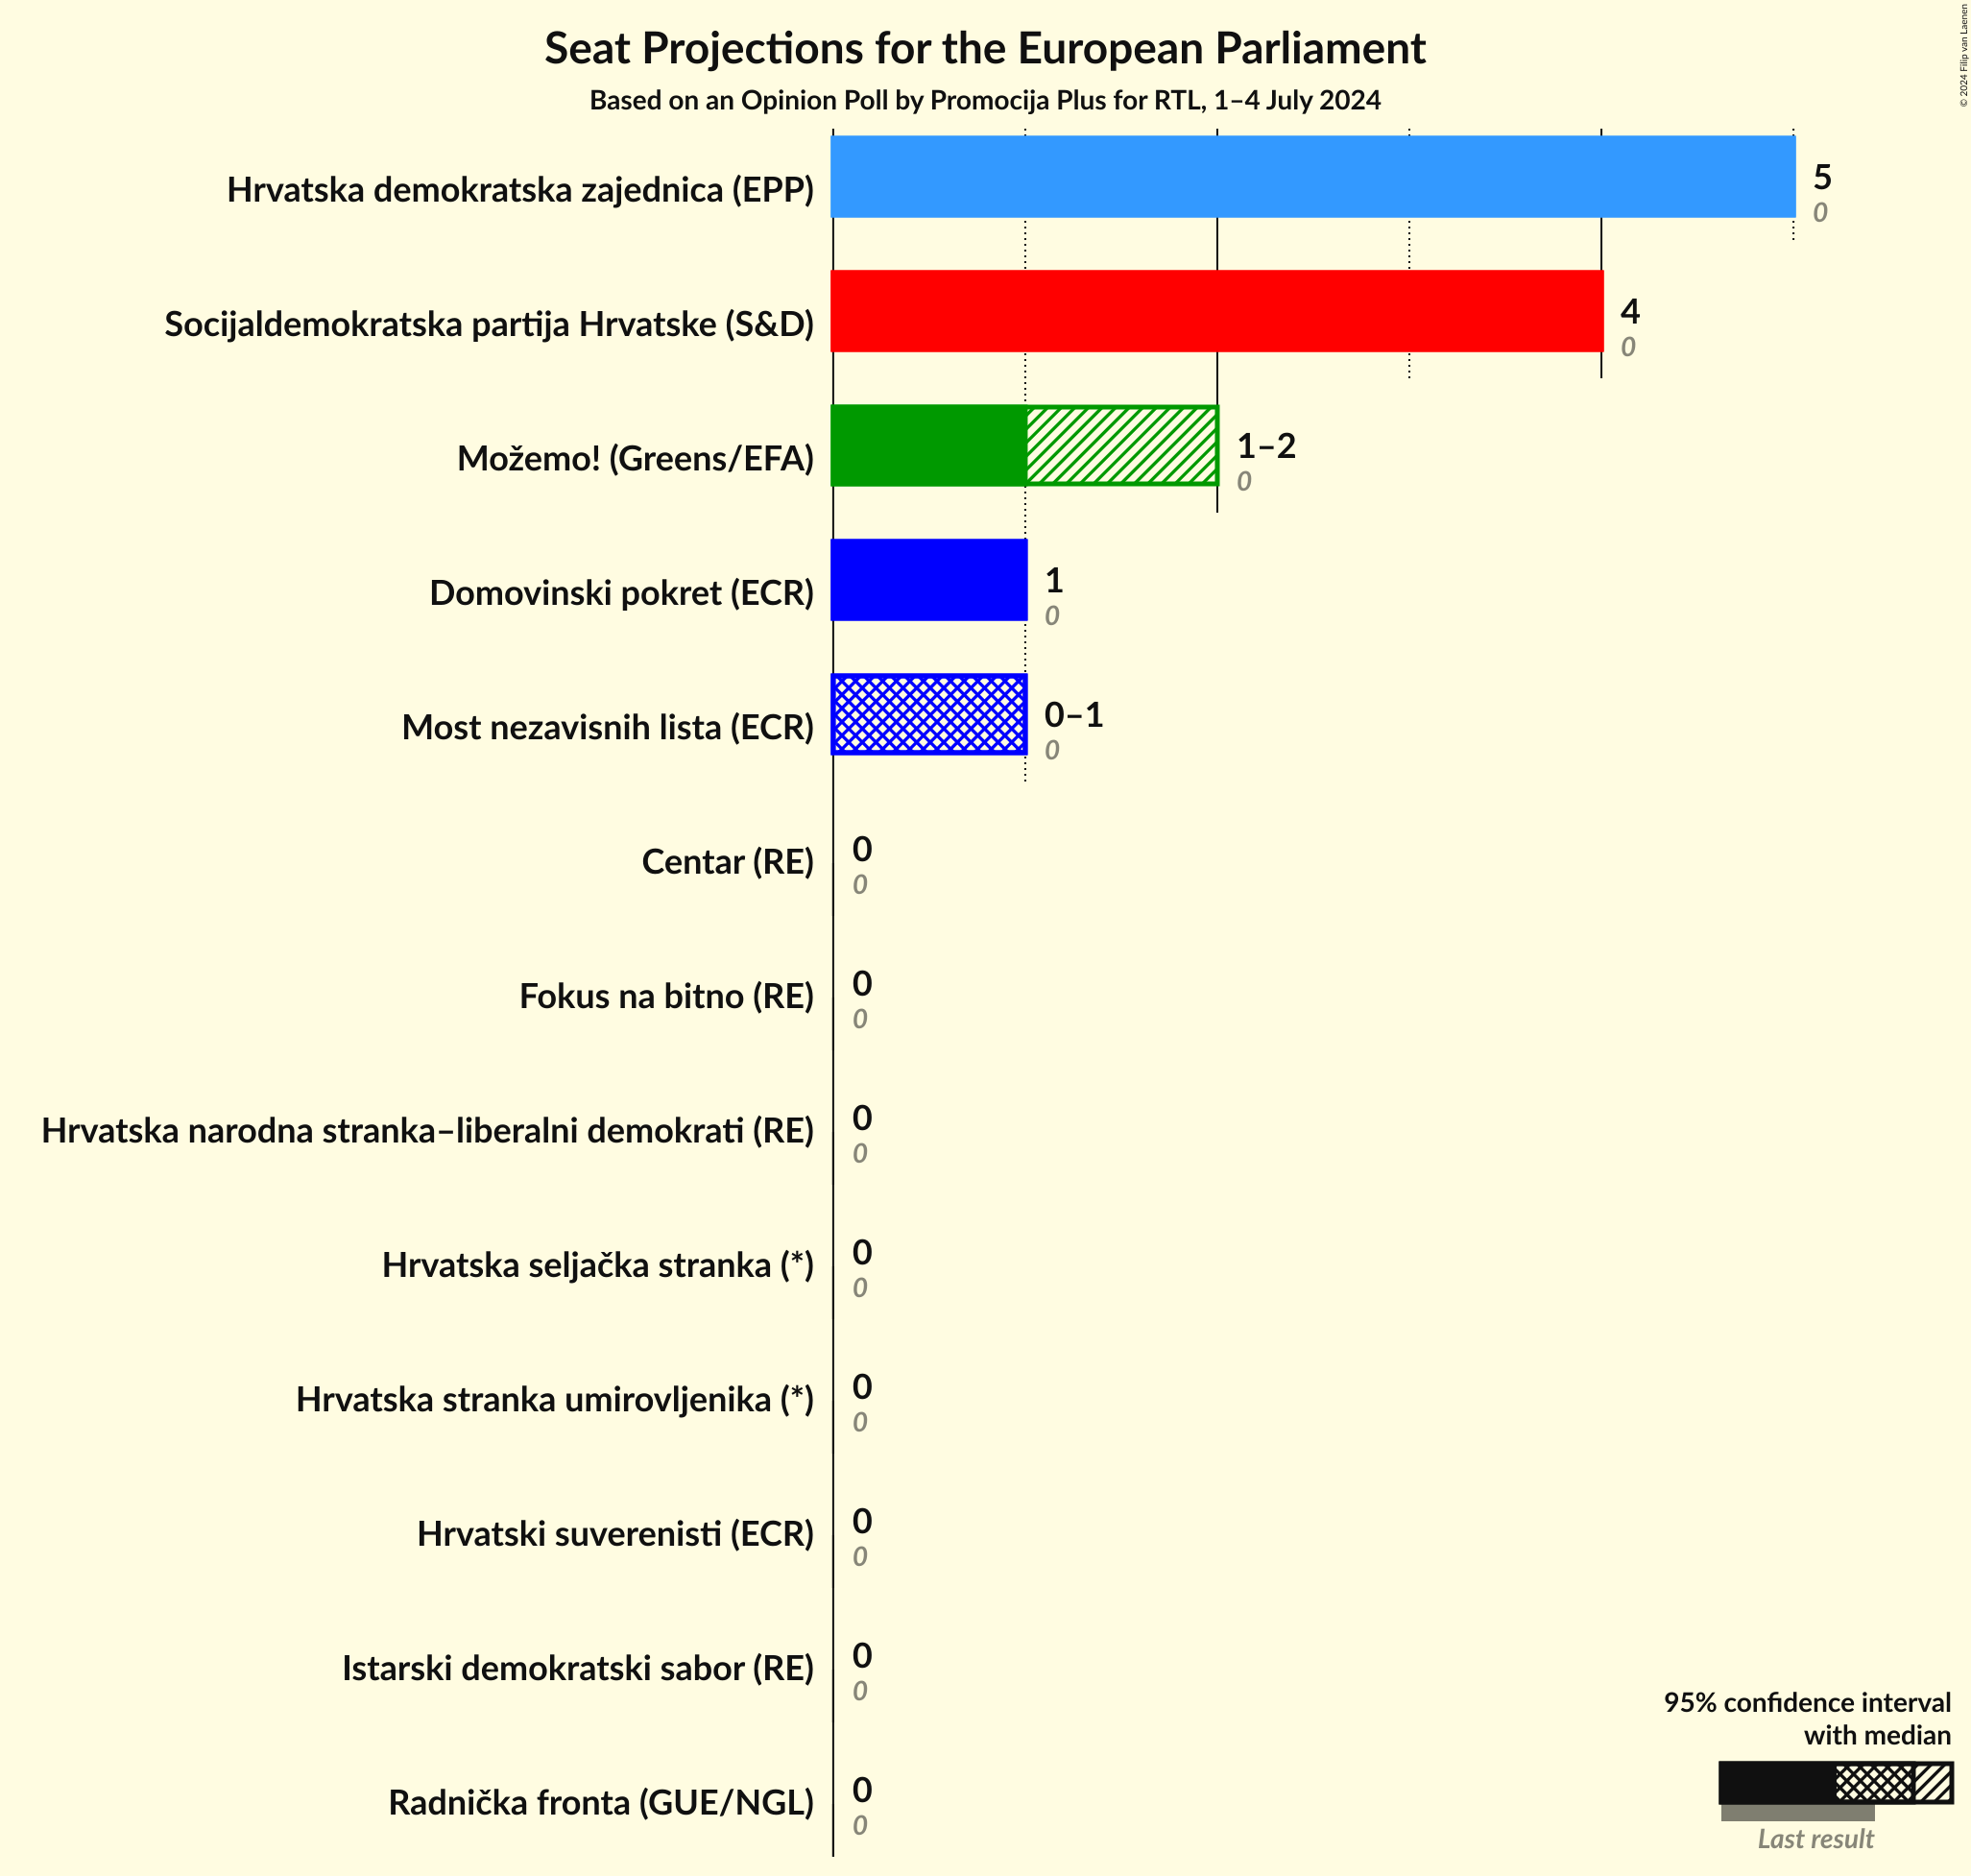 Seat Projections for the European Parliament
Based on an Opinion Poll by Promocija Plus for RTL, 1–4 July 2024
© 2024 Filip van Laenen
Hrvatska demokratska zajednica (EPP)
5
0
Socijaldemokratska partija Hrvatske (S&D)
4
0
Možemo! (Greens/EFA)
1–2
0
Domovinski pokret (ECR)
1
0
Most nezavisnih lista (ECR)
0–1
0
Centar (RE)
0
0
Fokus na bitno (RE)
0
0
Hrvatska narodna stranka–liberalni demokrati (RE)
0
0
Hrvatska seljačka stranka (*)
0
0
Hrvatska stranka umirovljenika (*)
0
0
Hrvatski suverenisti (ECR)
0
0
Istarski demokratski sabor (RE)
0
0
Radnička fronta (GUE/NGL)
0
0
95% confidence interval
with median
Last result